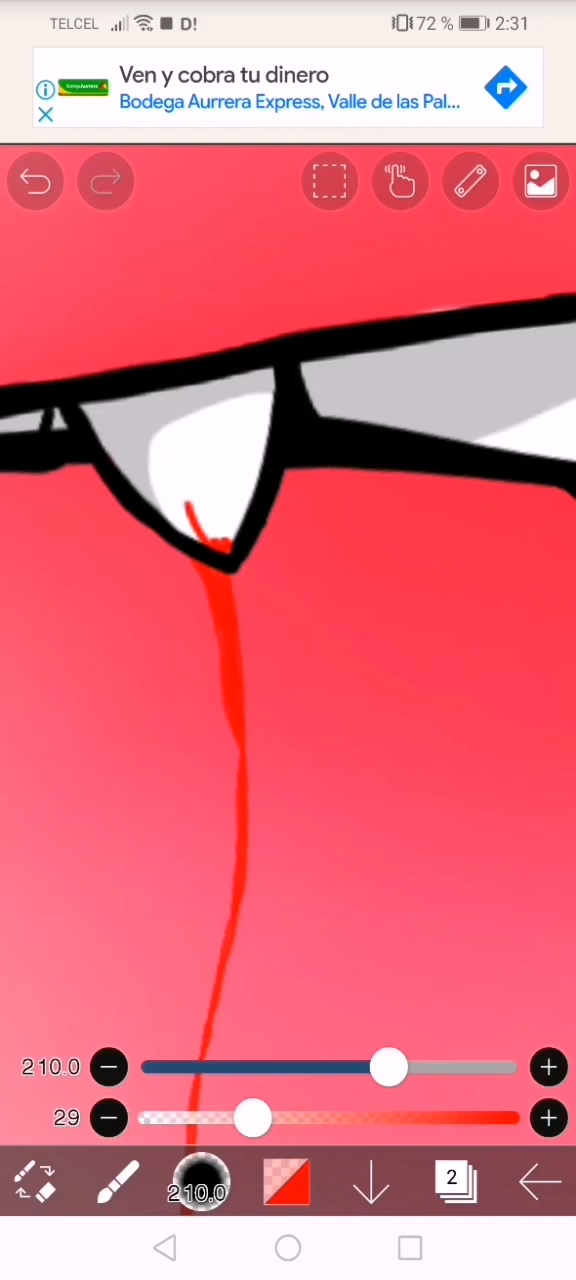 TELCEL D! 72 % 2:31
Ven y cobra tu dinero
Bodega Aurrera Express, Valle de las Pal...
210.0
29
210.0
2